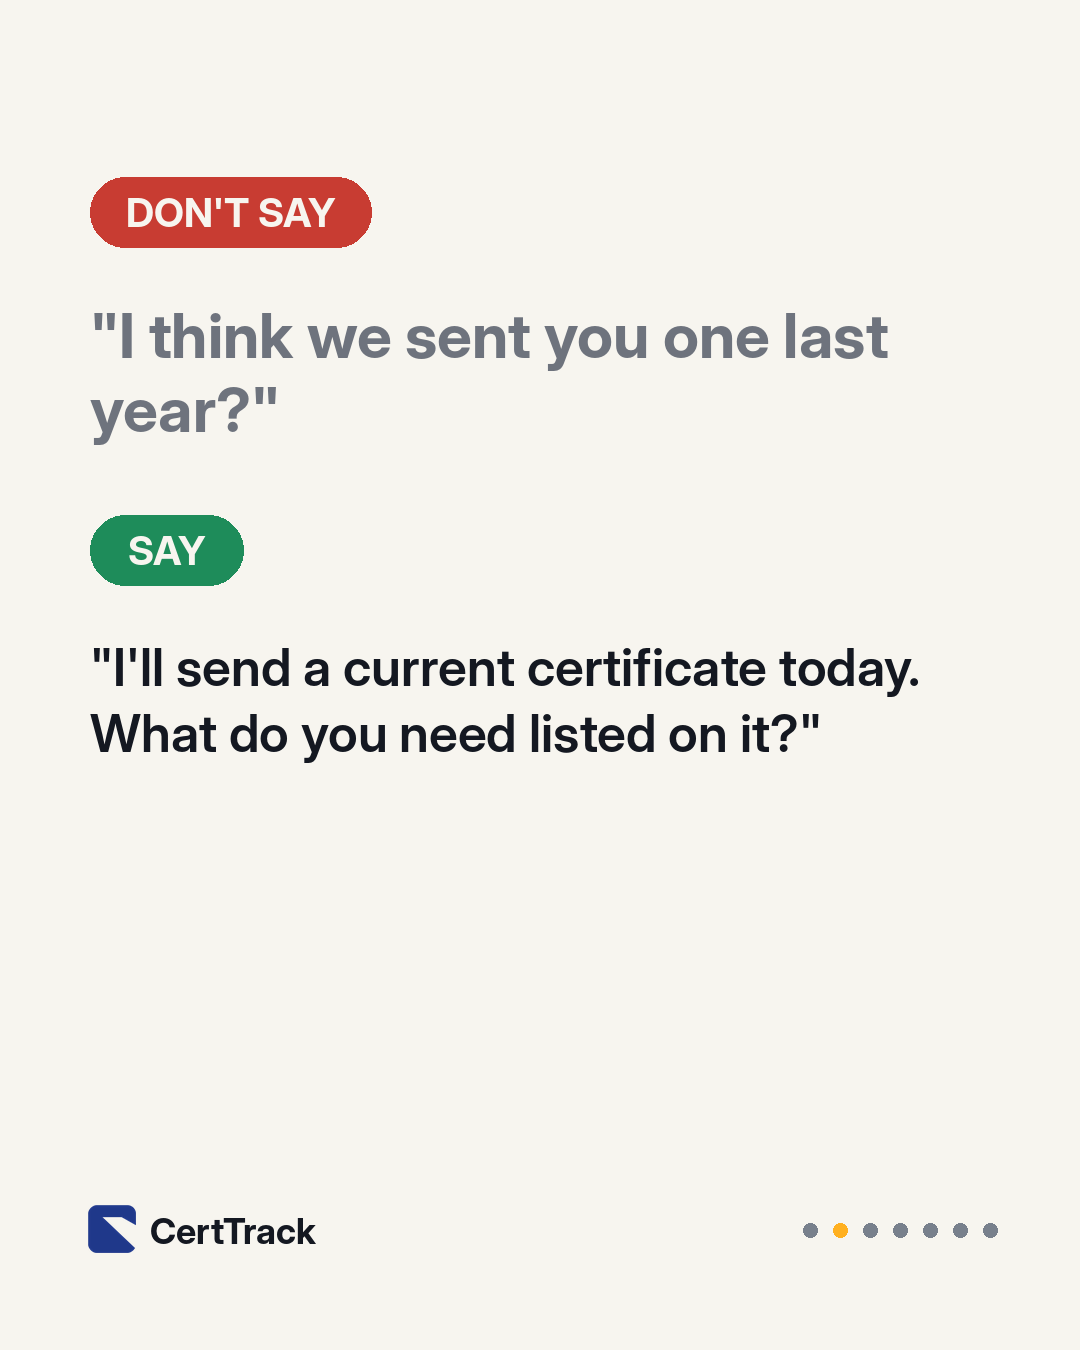 DON'T SAY
"I think we sent you one last
year?"
SAY
"I'll send a current certificate today.
What do you need listed on it?"
CertTrack